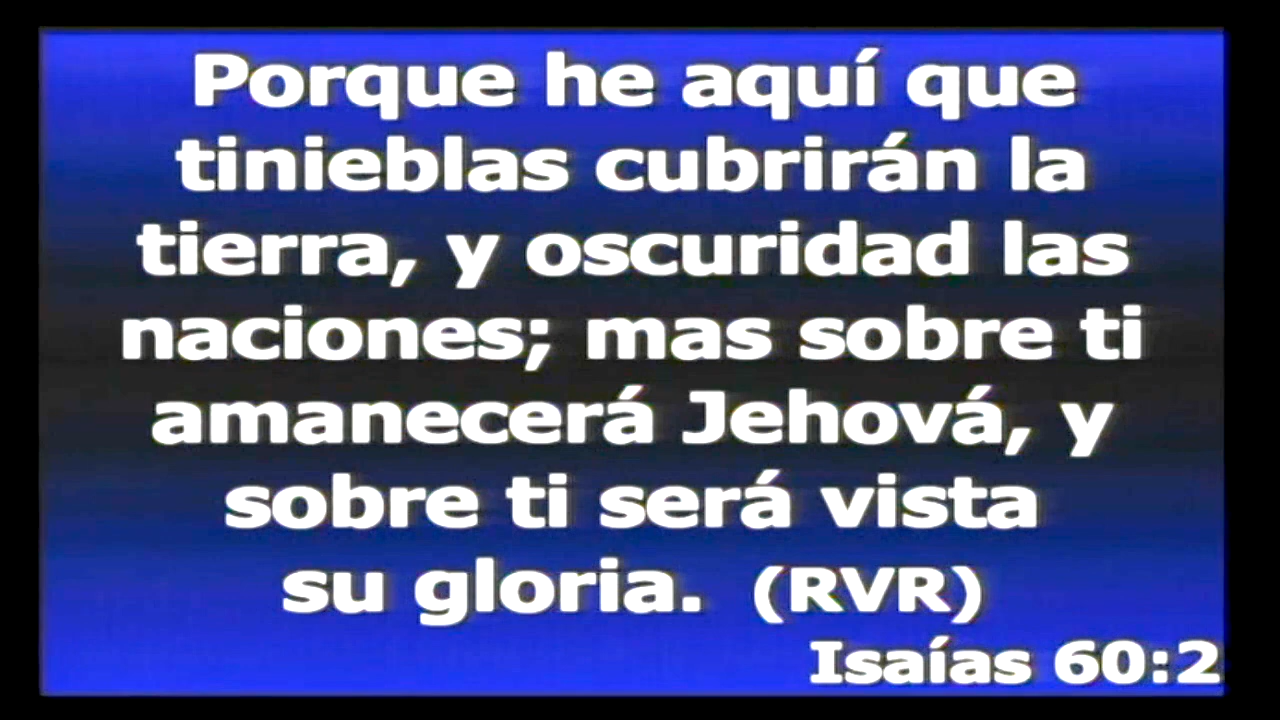 Porque he aquí que
tinieblas cubrirán la
tierra, y oscuridad las
naciones; mas sobre ti
amanecerá Jehová, y
sobre ti será vista
su gloria.  (RVR)
Isaías 60:2